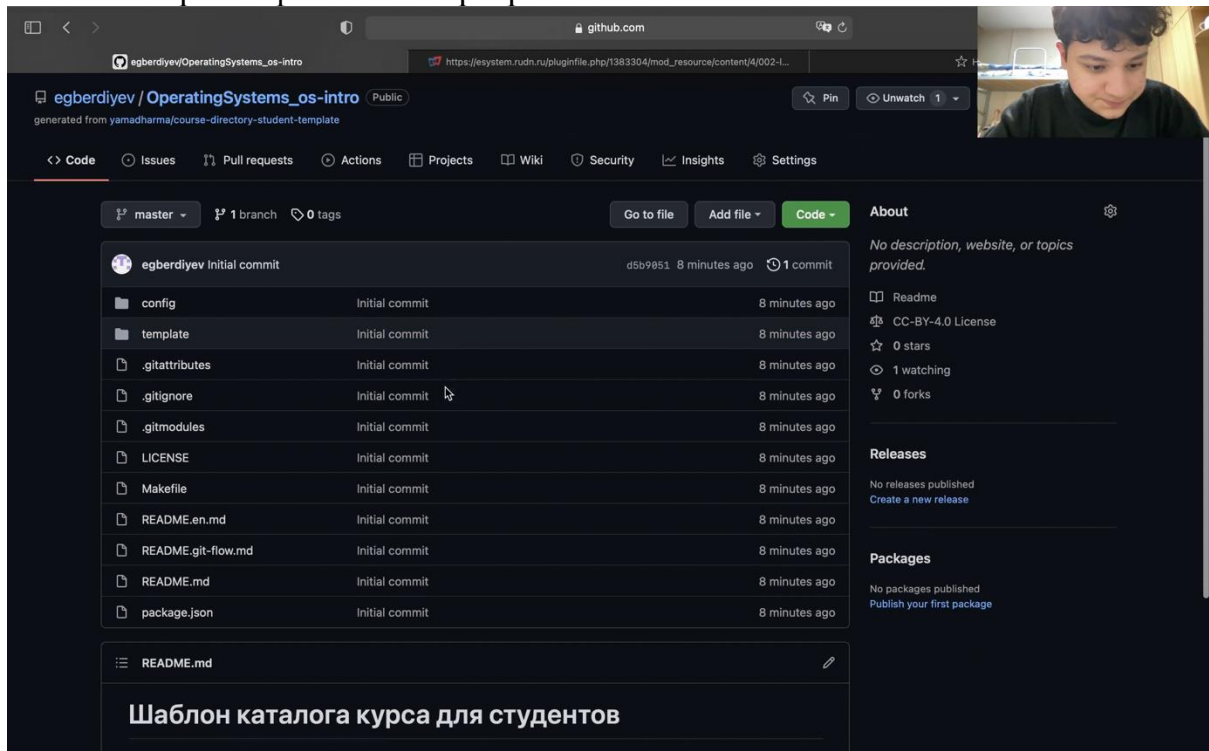 github.com
egberdiyev/OperatingSystems_os-intro
https://esystem.rudn.ru/pluginfile.php/1383304/mod_resource/content/4/002-l...
egberdiyev / OperatingSystems_os-intro Public
Pin
Unwatch 1
generated from yamadharma/course-directory-student-template
Code Issues Pull requests Actions Projects Wiki Security Insights Settings
master 1 branch 0 tags
Go to file Add file Code
egberdiyev Initial commit d5b9051 8 minutes ago 1 commit
config Initial commit 8 minutes ago
template Initial commit 8 minutes ago
.gitattributes Initial commit 8 minutes ago
.gitignore Initial commit 8 minutes ago
.gitmodules Initial commit 8 minutes ago
LICENSE Initial commit 8 minutes ago
Makefile Initial commit 8 minutes ago
README.en.md Initial commit 8 minutes ago
README.git-flow.md Initial commit 8 minutes ago
README.md Initial commit 8 minutes ago
package.json Initial commit 8 minutes ago
README.md
Шаблон каталога курса для студентов
About
No description, website, or topics
provided.
Readme
CC-BY-4.0 License
0 stars
1 watching
0 forks
Releases
No releases published
Create a new release
Packages
No packages published
Publish your first package